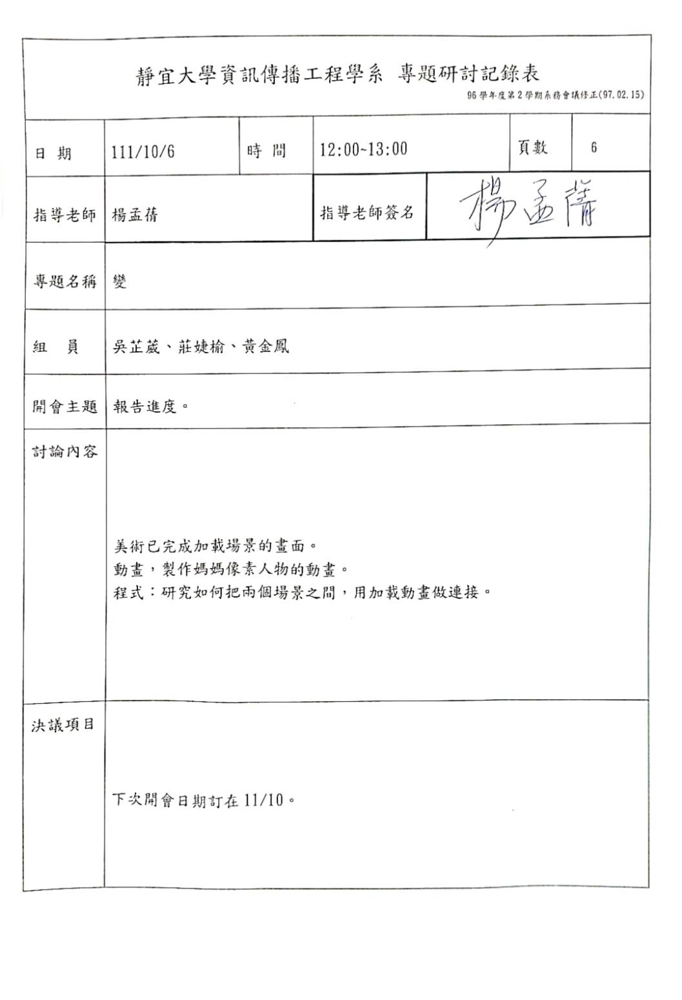 靜宜大學資訊傳播工程學系 專題研討記錄表
96 學年度第 2 學期系務會議修正(97.02.15)
日 期 111/10/6 時 間 12:00~13:00 頁數 6
指導老師 楊孟蒨 指導老師簽名 楊孟蒨
專題名稱 變
組 員 吳芷葳、莊婕榆、黃金鳳
開會主題 報告進度。
討論內容
美術已完成加載場景的畫面。
動畫，製作媽媽像素人物的動畫。
程式：研究如何把兩個場景之間，用加載動畫做連接。
決議項目
下次開會日期訂在 11/10。